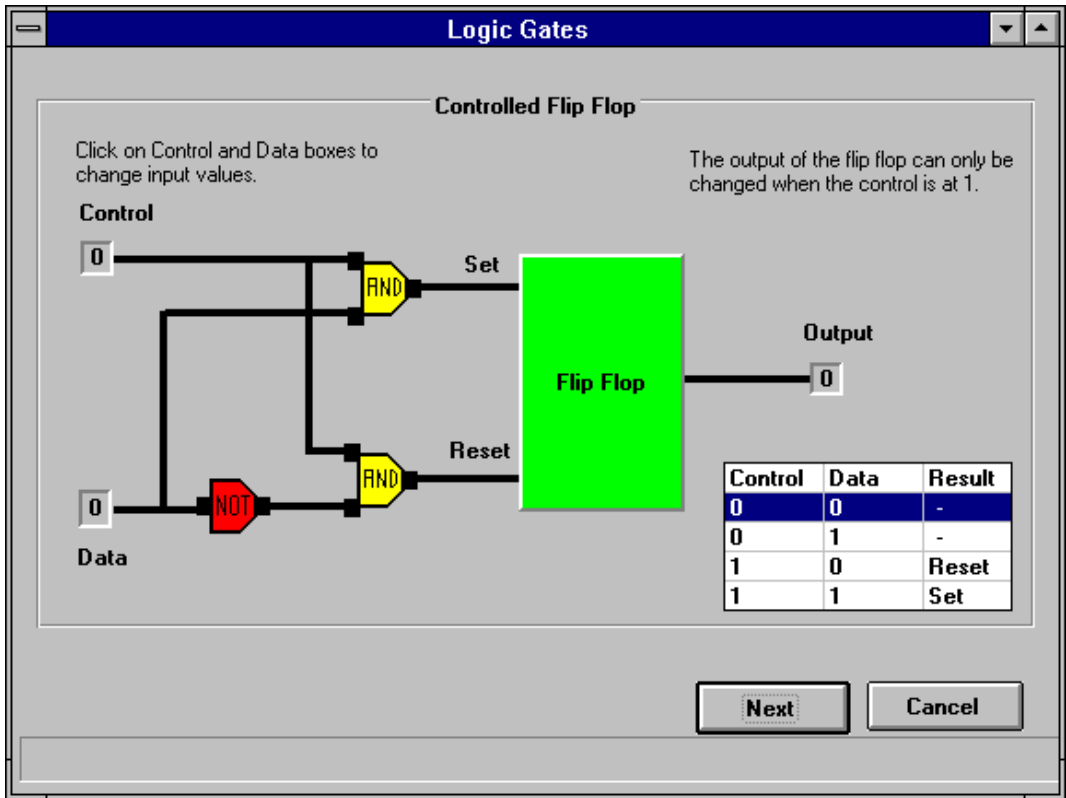 Logic Gates
Controlled Flip Flop
Click on Control and Data boxes to
change input values.
The output of the flip flop can only be
changed when the control is at 1.
Control
0
AND
Set
Output
Flip Flop
0
Reset
AND
0
NOT
Data
Control Data Result
0 0 -
0 1 -
1 0 Reset
1 1 Set
Next
Cancel